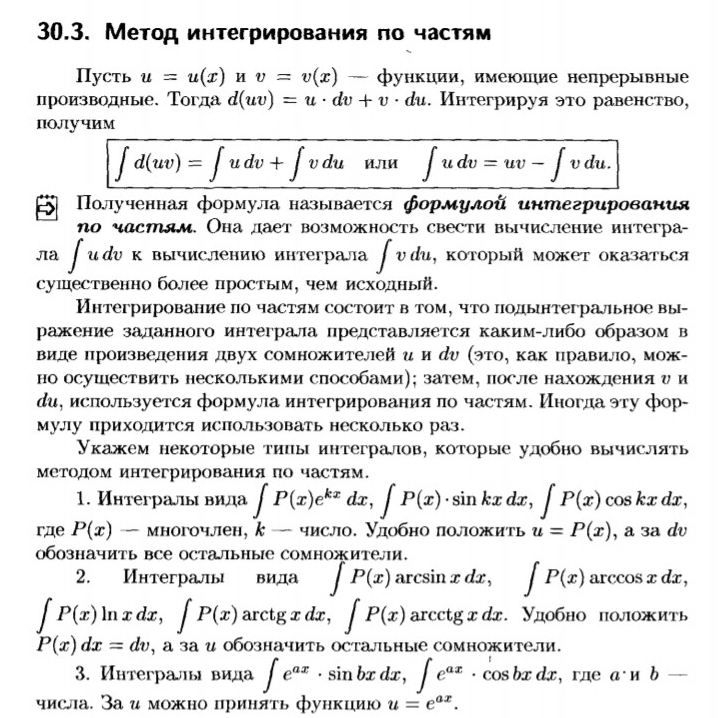 30.3. Метод интегрирования по частям
Пусть u = u(x) и v = v(x) — функции, имеющие непрерывные
производные. Тогда d(uv) = u · dv + v · du. Интегрируя это равенство,
получим
∫ d(uv) = ∫ u dv + ∫ v du или ∫ u dv = uv − ∫ v du.
Полученная формула называется формулой интегрирования
по частям. Она дает возможность свести вычисление интегра-
ла ∫ u dv к вычислению интеграла ∫ v du, который может оказаться
существенно более простым, чем исходный.
Интегрирование по частям состоит в том, что подынтегральное вы-
ражение заданного интеграла представляется каким-либо образом в
виде произведения двух сомножителей u и dv (это, как правило, мож-
но осуществить несколькими способами); затем, после нахождения v и
du, используется формула интегрирования по частям. Иногда эту фор-
мулу приходится использовать несколько раз.
Укажем некоторые типы интегралов, которые удобно вычислять
методом интегрирования по частям.
1. Интегралы вида ∫ P(x)eᵏˣ dx, ∫ P(x) · sin kx dx, ∫ P(x) cos kx dx,
где P(x) — многочлен, k — число. Удобно положить u = P(x), а за dv
обозначить все остальные сомножители.
2. Интегралы вида ∫ P(x) arcsin x dx, ∫ P(x) arccos x dx,
∫ P(x) ln x dx, ∫ P(x) arctg x dx, ∫ P(x) arcctg x dx. Удобно положить
P(x) dx = dv, а за u обозначить остальные сомножители.
3. Интегралы вида ∫ eᵃˣ · sin bx dx, ∫ eᵃˣ · cos bx dx, где a и b —
числа. За u можно принять функцию u = eᵃˣ.